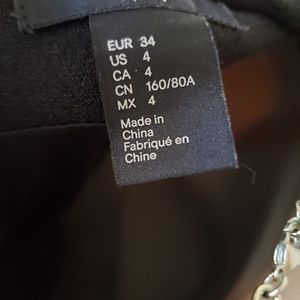 EUR 34
US 4
CA 4
CN 160/80A
MX 4
Made in
China
Fabriqué en
Chine